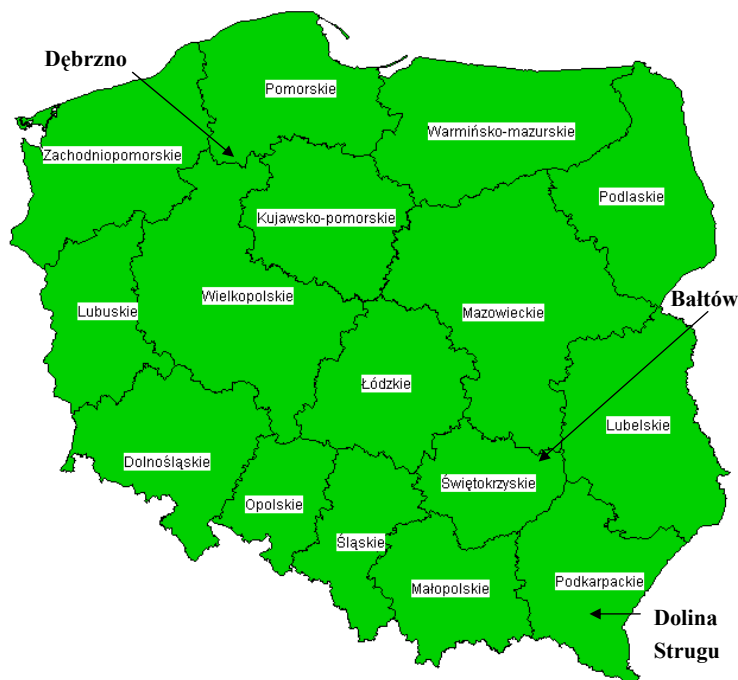 Dębrzno
Pomorskie
Warmińsko-mazurskie
Zachodniopomorskie
Podlaskie
Kujawsko-pomorskie
Wielkopolskie
Bałtów
Lubuskie
Mazowieckie
Łódzkie
Lubelskie
Dolnośląskie
Świętokrzyskie
Opolskie
Śląskie
Podkarpackie
Małopolskie
Dolina
Strugu